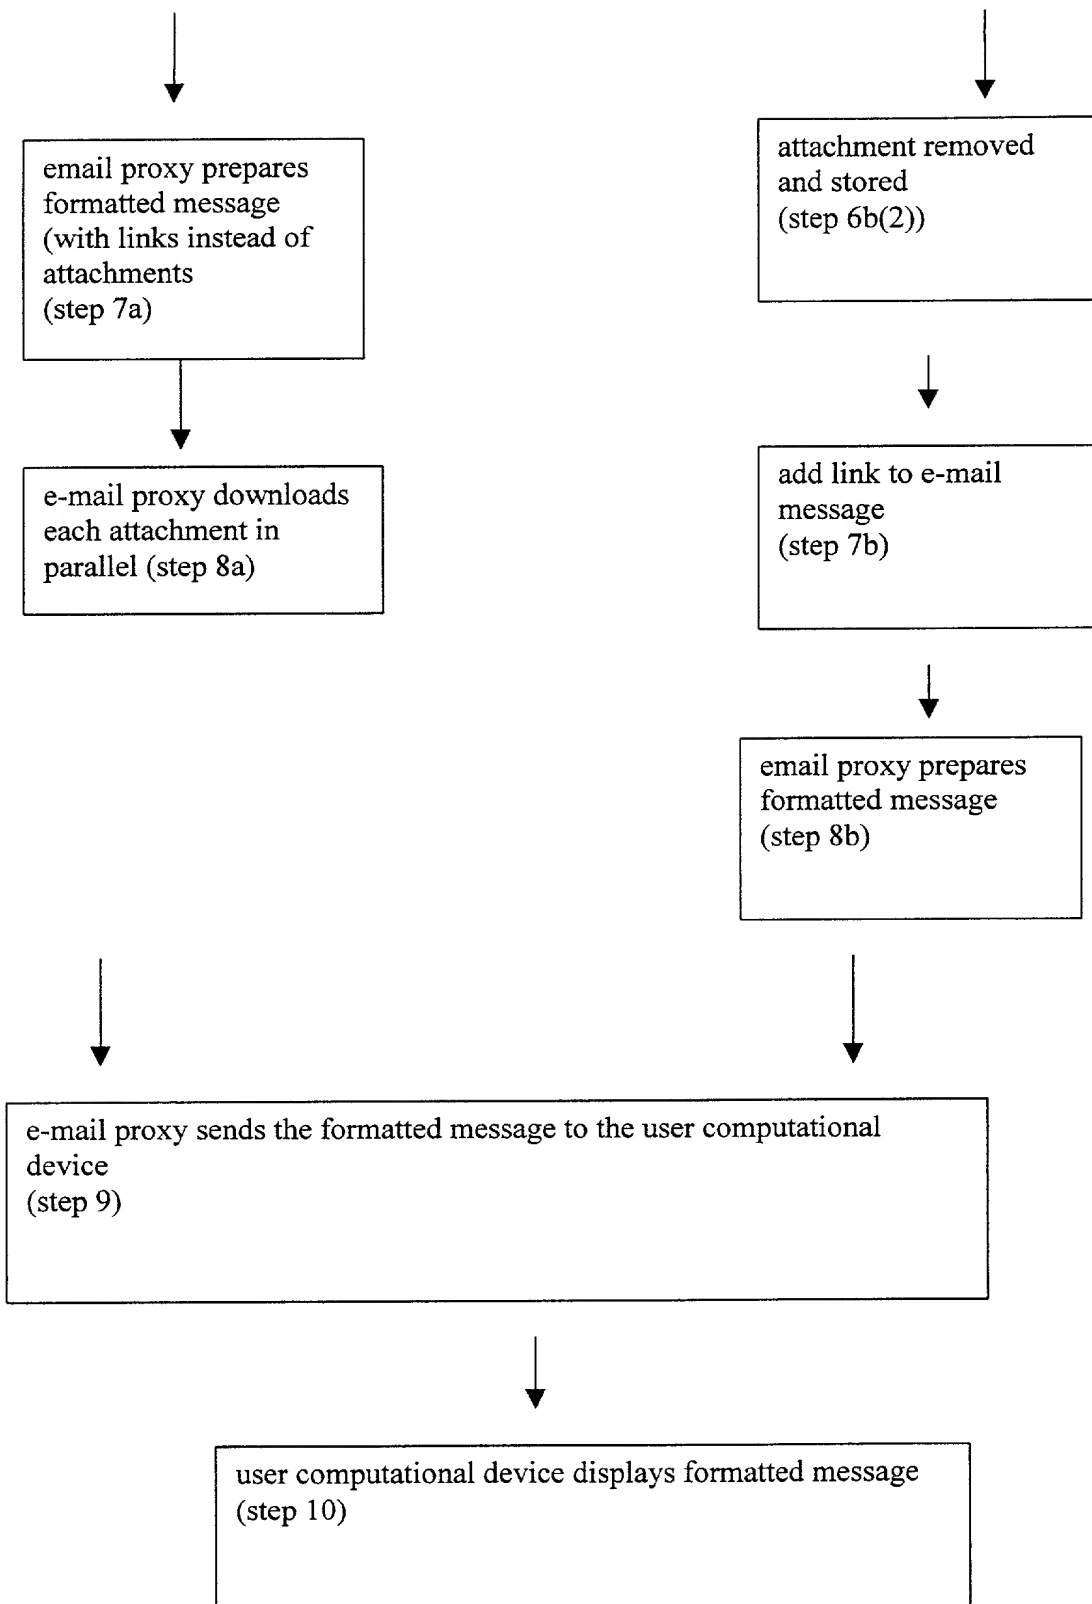 email proxy prepares
formatted message
(with links instead of
attachments
(step 7a)
attachment removed
and stored
(step 6b(2))
e-mail proxy downloads
each attachment in
parallel (step 8a)
add link to e-mail
message
(step 7b)
email proxy prepares
formatted message
(step 8b)
e-mail proxy sends the formatted message to the user computational
device
(step 9)
user computational device displays formatted message
(step 10)